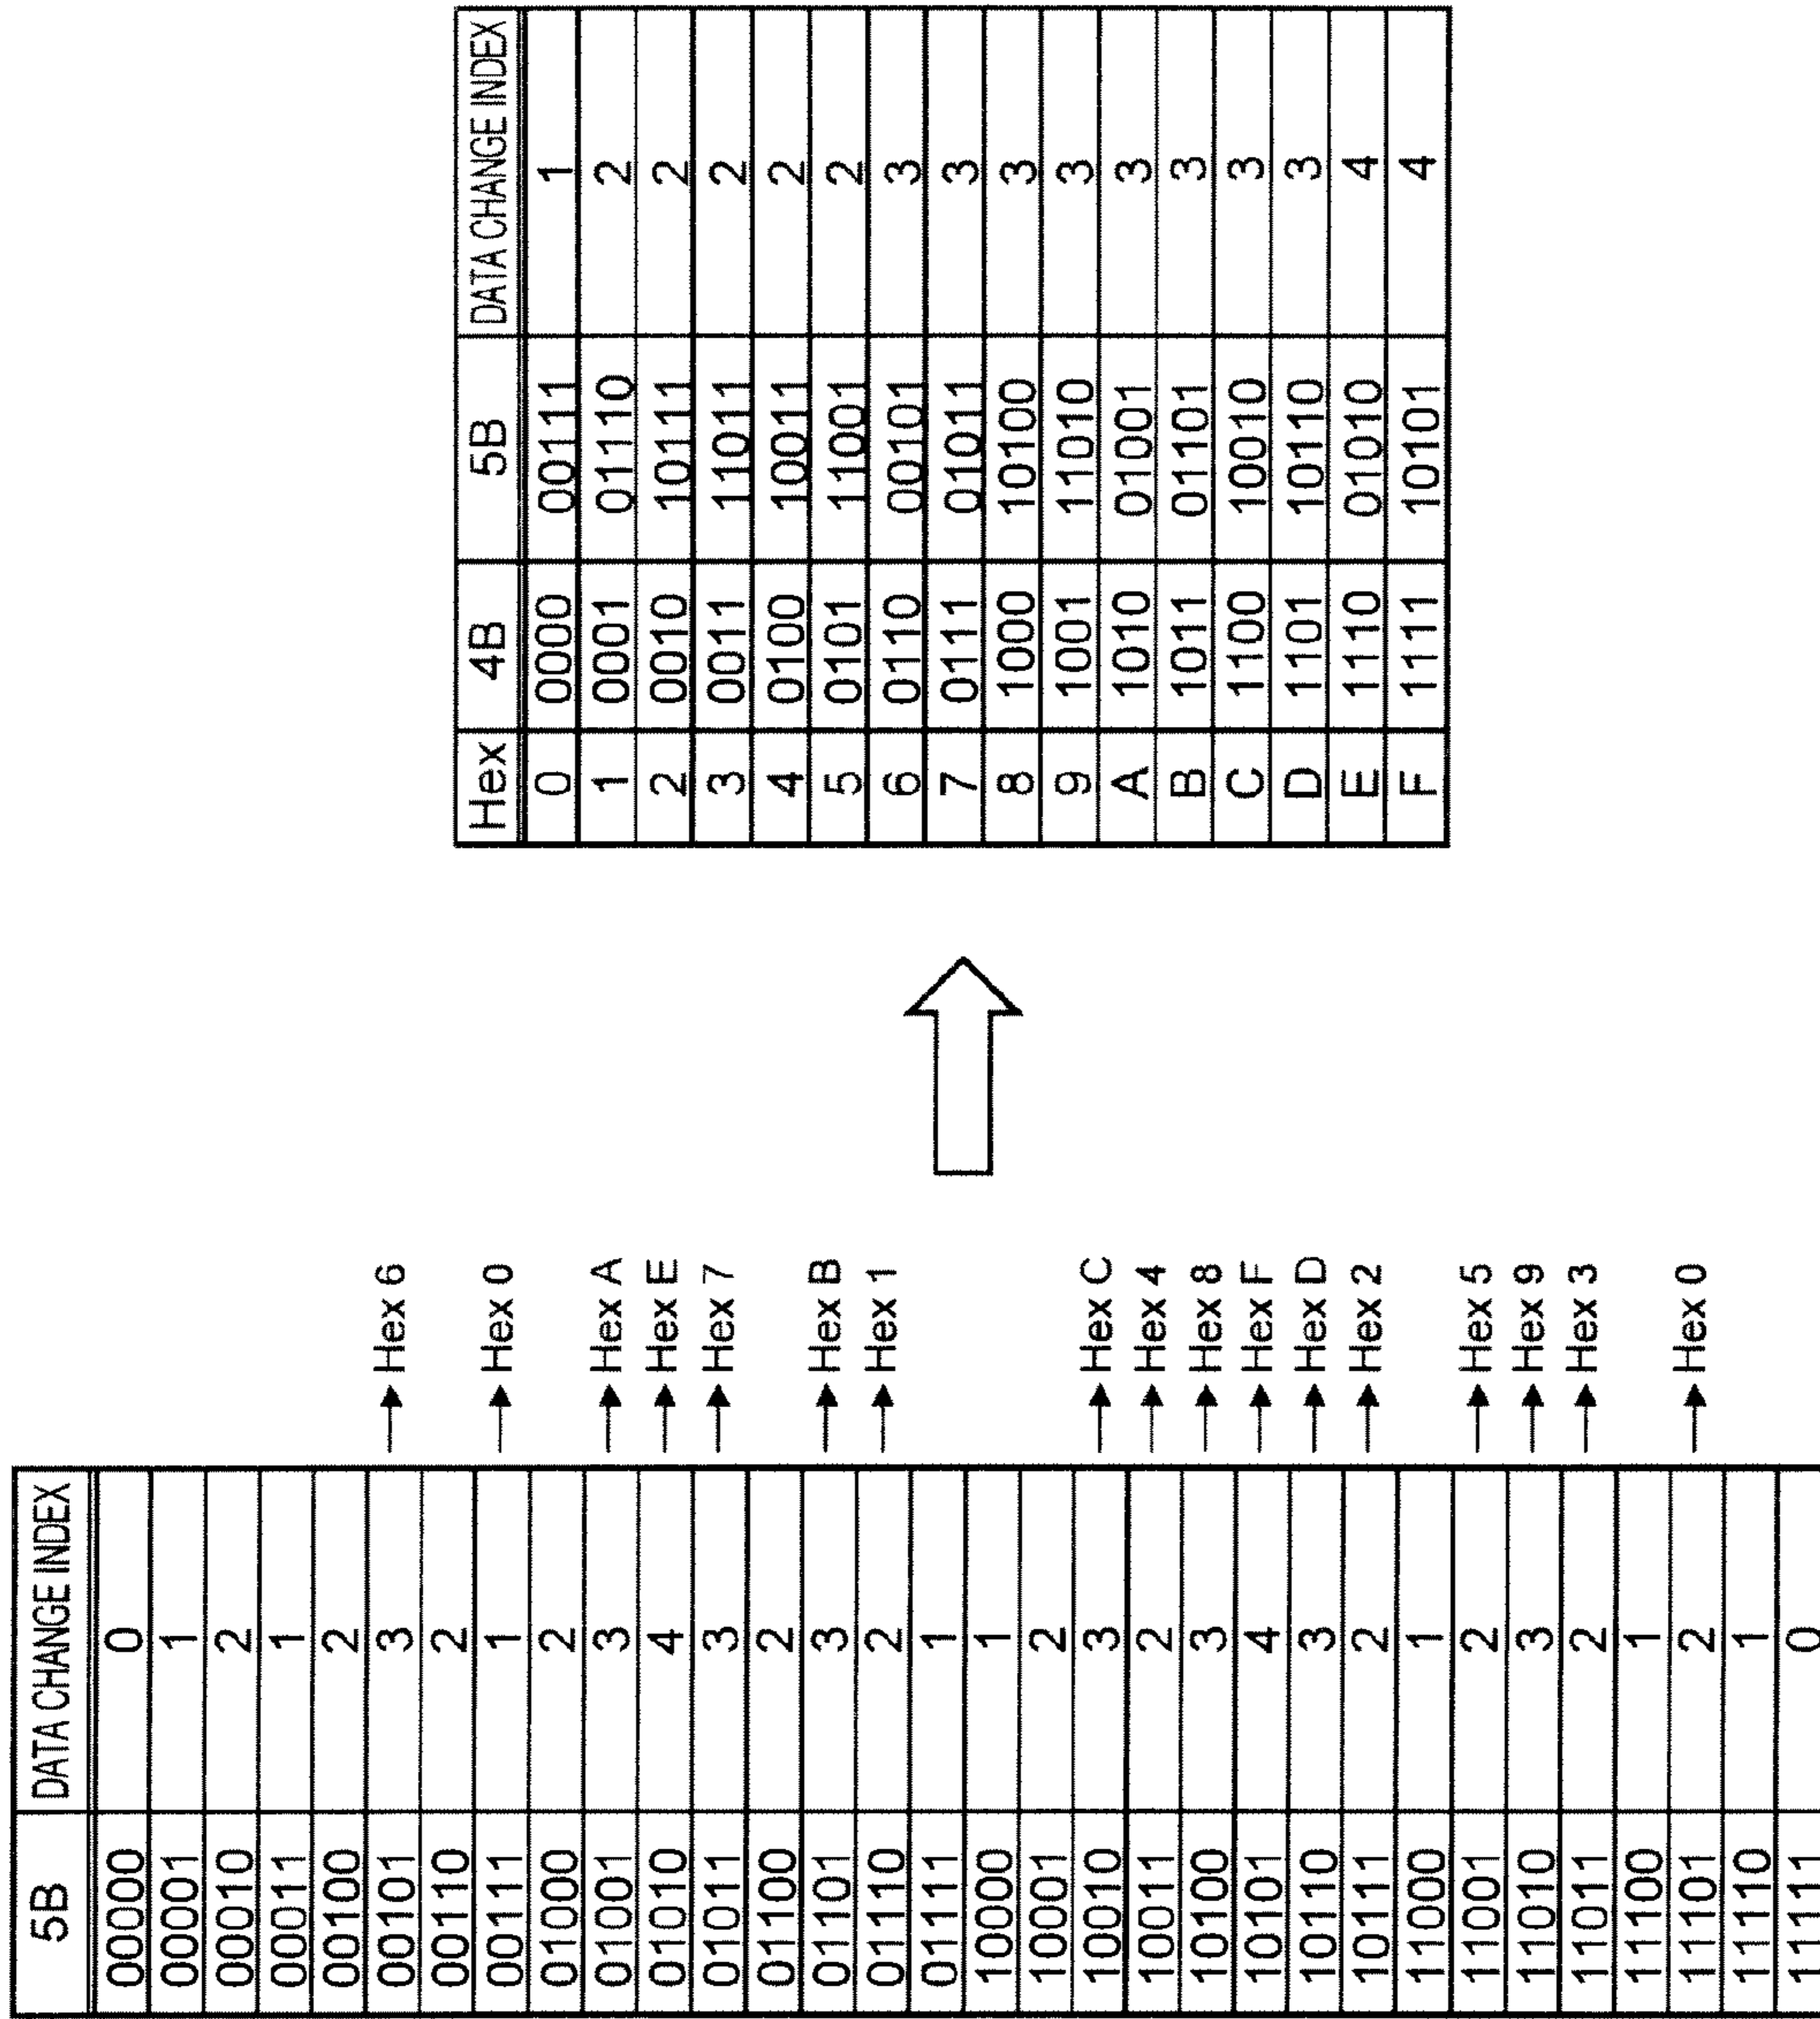 5B DATA CHANGE INDEX
00000 0
00001 1
00010 2
00011 1
00100 2
00101 3 → Hex 6
00110 2
00111 1 → Hex 0
01000 2
01001 3 → Hex A
01010 4 → Hex E
01011 3 → Hex 7
01100 2
01101 3 → Hex B
01110 2 → Hex 1
01111 1
10000 1
10001 2
10010 3 → Hex C
10011 2 → Hex 4
10100 3 → Hex 8
10101 4 → Hex F
10110 3 → Hex D
10111 2 → Hex 2
11000 1
11001 2 → Hex 5
11010 3 → Hex 9
11011 2 → Hex 3
11100 1
11101 2 → Hex 0
11110 1
11111 0
Hex 4B 5B DATA CHANGE INDEX
0 0000 00111 1
1 0001 01110 2
2 0010 10111 2
3 0011 11011 2
4 0100 10011 2
5 0101 11001 2
6 0110 00101 3
7 0111 01011 3
8 1000 10100 3
9 1001 11010 3
A 1010 01001 3
B 1011 01101 3
C 1100 10010 3
D 1101 10110 3
E 1110 01010 4
F 1111 10101 4